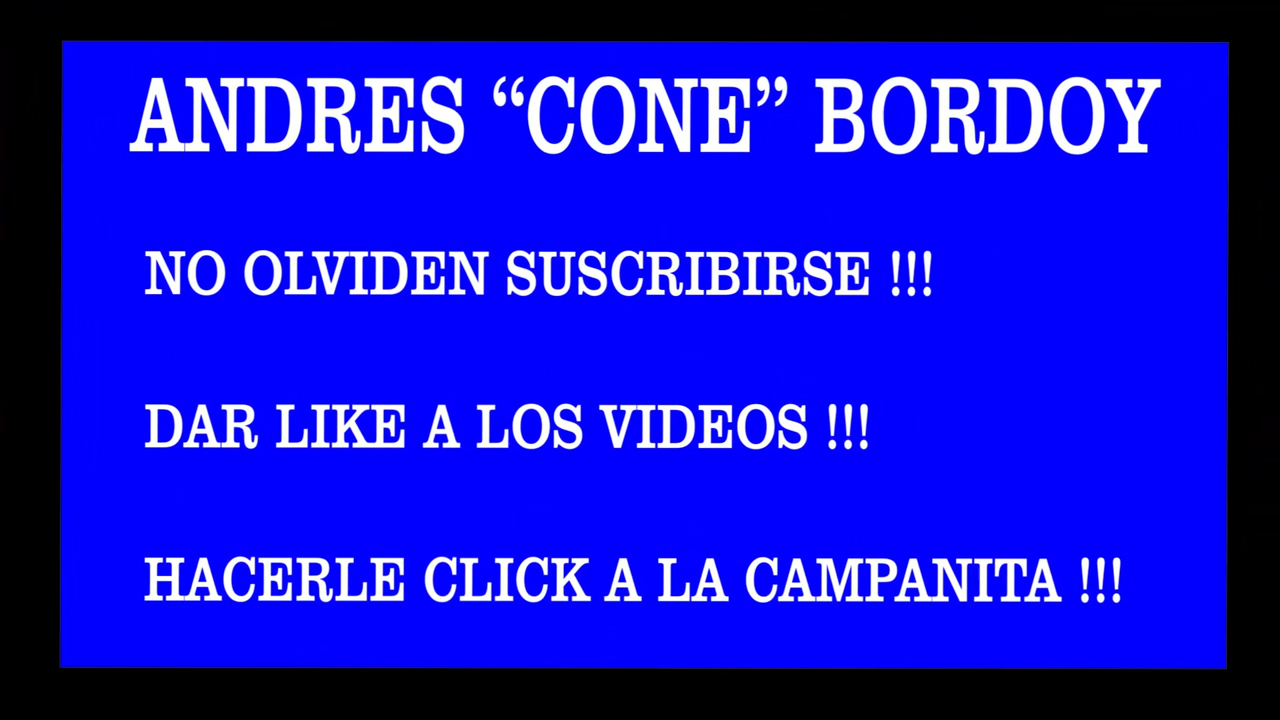 ANDRES “CONE” BORDOY
NO OLVIDEN SUSCRIBIRSE !!!
DAR LIKE A LOS VIDEOS !!!
HACERLE CLICK A LA CAMPANITA !!!